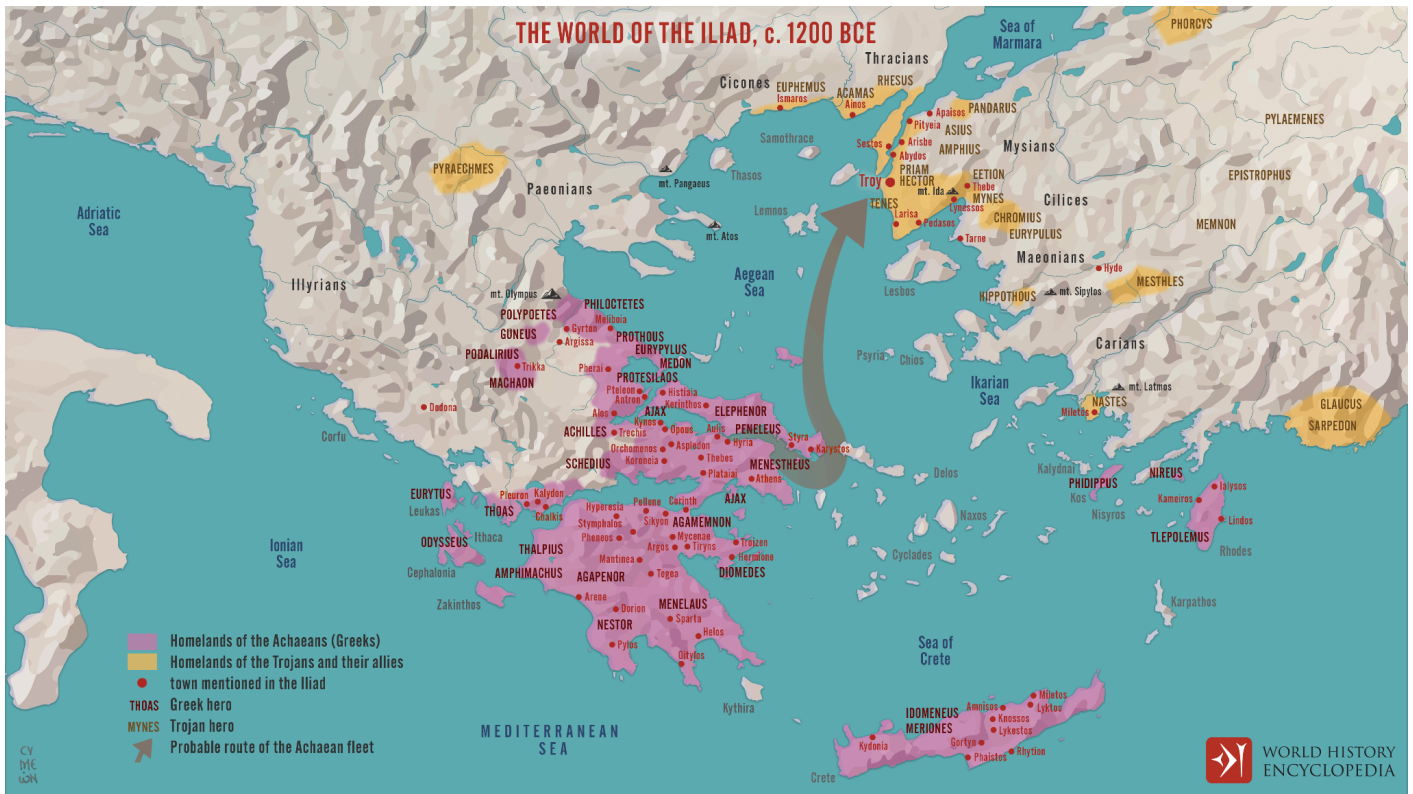 THE WORLD OF THE ILIAD, c. 1200 BCE
Sea of
Marmara
PHORCYS
Thracians
Cicones
EUPHEMUS
Ismaros
ACAMAS
Ainos
RHESUS
Apaisos
PANDARUS
Pityeia
ASIUS
Sestos
Arisbe
Abydos
AMPHIUS
Mysians
PYLAEMENES
Samothrace
PYRAECHMES
Paeonians
mt. Pangaeus
Thasos
Troy
PRIAM
HECTOR
mt. Ida
EETION
Thebe
MYNES
Lynessos
EPISTROPHUS
Adriatic
Sea
Lemnos
mt. Atos
TENES
Larisa
Pedasos
CHROMIUS
EURYPULUS
Cilices
MEMNON
Tarne
Maeonians
Hyde
Illyrians
Aegean
Sea
Lesbos
HIPPOTHOUS
mt. Sipylos
MESTHLES
mt. Olympus
PHILOCTETES
POLYPOETES
Meliboia
GUNEUS
Gyrton
Argissa
PROTHOUS
EURYPYLUS
MEDON
PODALIRIUS
Trikka
MACHAON
Pherai
PROTESILAOS
Psyria
Chios
Carians
Pteleon
Antron
Histiaia
Kerinthos
Ikarian
Sea
mt. Latmos
NASTES
Miletos
GLAUCUS
SARPEDON
Dodona
Corfu
Alos
AJAX
Kynos
Opous
ELEPHENOR
PENELEUS
ACHILLES
Trechis
Aulis
Hyria
Styra
Karystos
Orchomenos
Aspledon
Koroneia
Thebes
SCHEDIUS
Plataiai
MENESTHEUS
Athens
Delos
Kalydnai
PHIDIPPUS
Kos
NIREUS
Ialysos
Kameiros
Nisyros
Lindos
TLEPOLEMUS
Rhodes
EURYTUS
Leukas
Pleuron
Kalydon
THOAS
Chalkis
Hyperesia
Pellene
Corinth
AJAX
Stymphalos
Sikyon
AGAMEMNON
Pheneos
Mycenae
Argos
Tiryns
Troizen
Hermione
DIOMEDES
Naxos
Cyclades
Ionian
Sea
ODYSSEUS
Ithaca
Cephalonia
THALPIUS
AMPHIMACHUS
Mantinea
AGAPENOR
Tegea
Zakinthos
Arene
Dorion
MENELAUS
Sparta
NESTOR
Helos
Pylos
Oitylos
Karpathos
Kythira
Sea of
Crete
MEDITERRANEAN
SEA
IDOMENEUS
MERIONES
Amnisos
Miletos
Lyktou
Knossos
Lykestos
Kydonia
Gortyn
Phaistos
Rhytion
Crete
Homelands of the Achaeans (Greeks)
Homelands of the Trojans and their allies
town mentioned in the Iliad
THOAS Greek hero
MYNES Trojan hero
Probable route of the Achaean fleet
WORLD HISTORY
ENCYCLOPEDIA